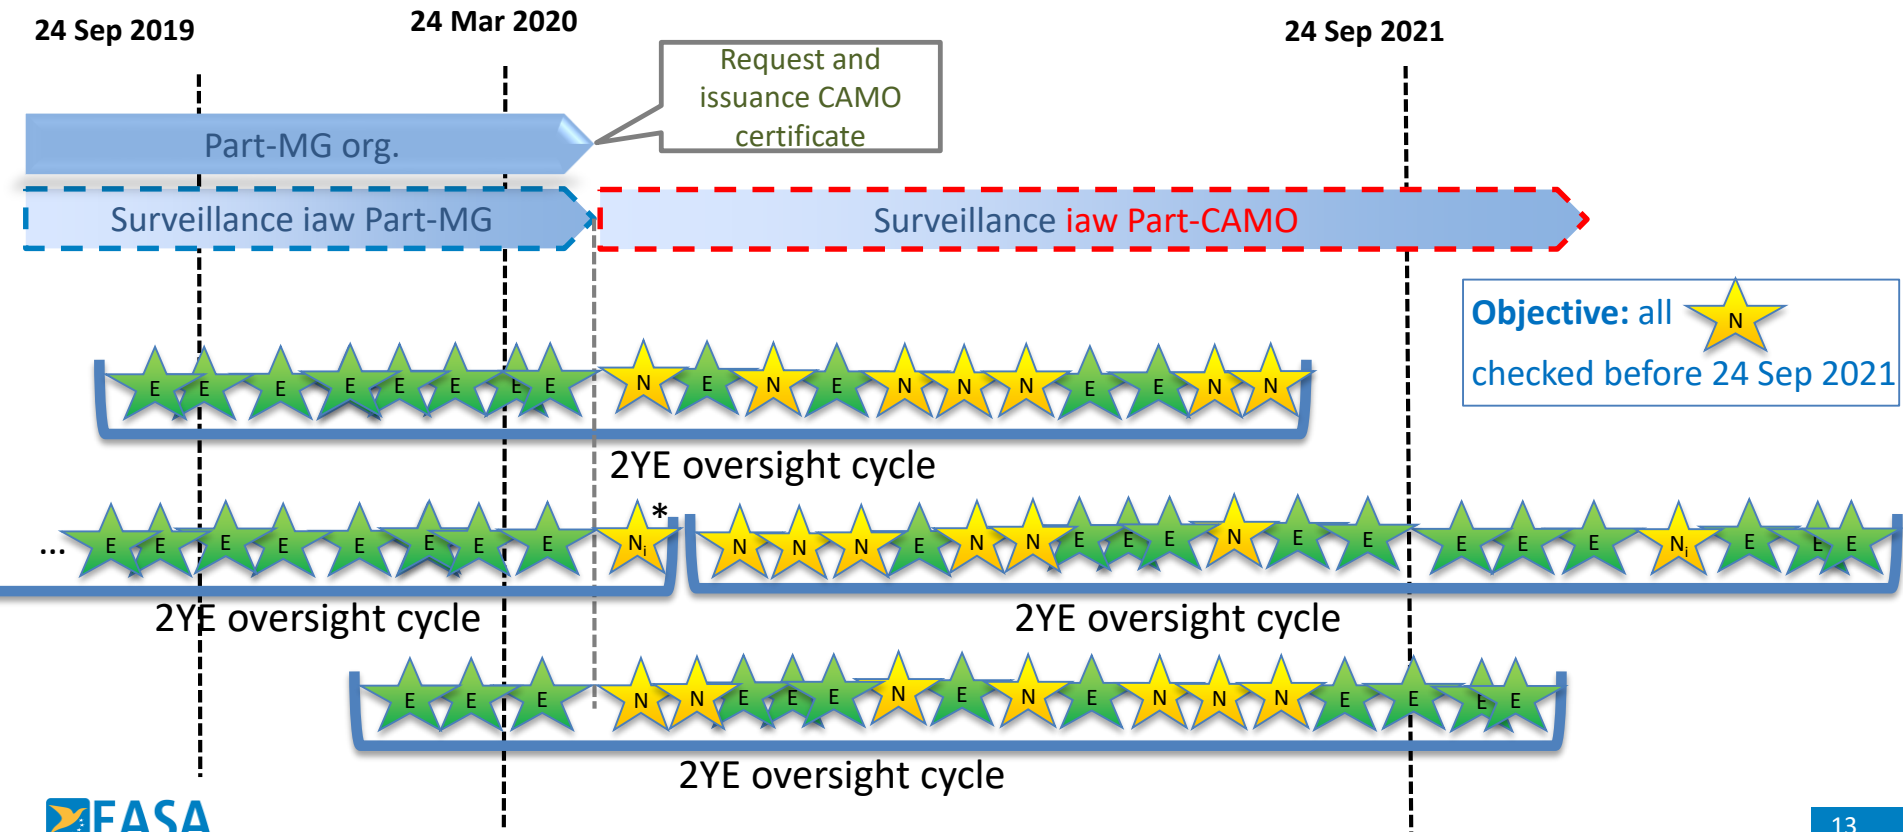 24 Sep 2019
24 Mar 2020
24 Sep 2021
Request and
issuance CAMO
certificate
Part-MG org.
Surveillance iaw Part-MG
Surveillance iaw Part-CAMO
Objective: all N
checked before 24 Sep 2021
E E E E E E E E N E N E N N N E E N N
2YE oversight cycle
... E E E E E E E E Ni *
N N N E N N E E E N E E E E E Ni E E E
2YE oversight cycle
2YE oversight cycle
E E E N N E E E N E N E N N N E E E E
2YE oversight cycle
EASA
13